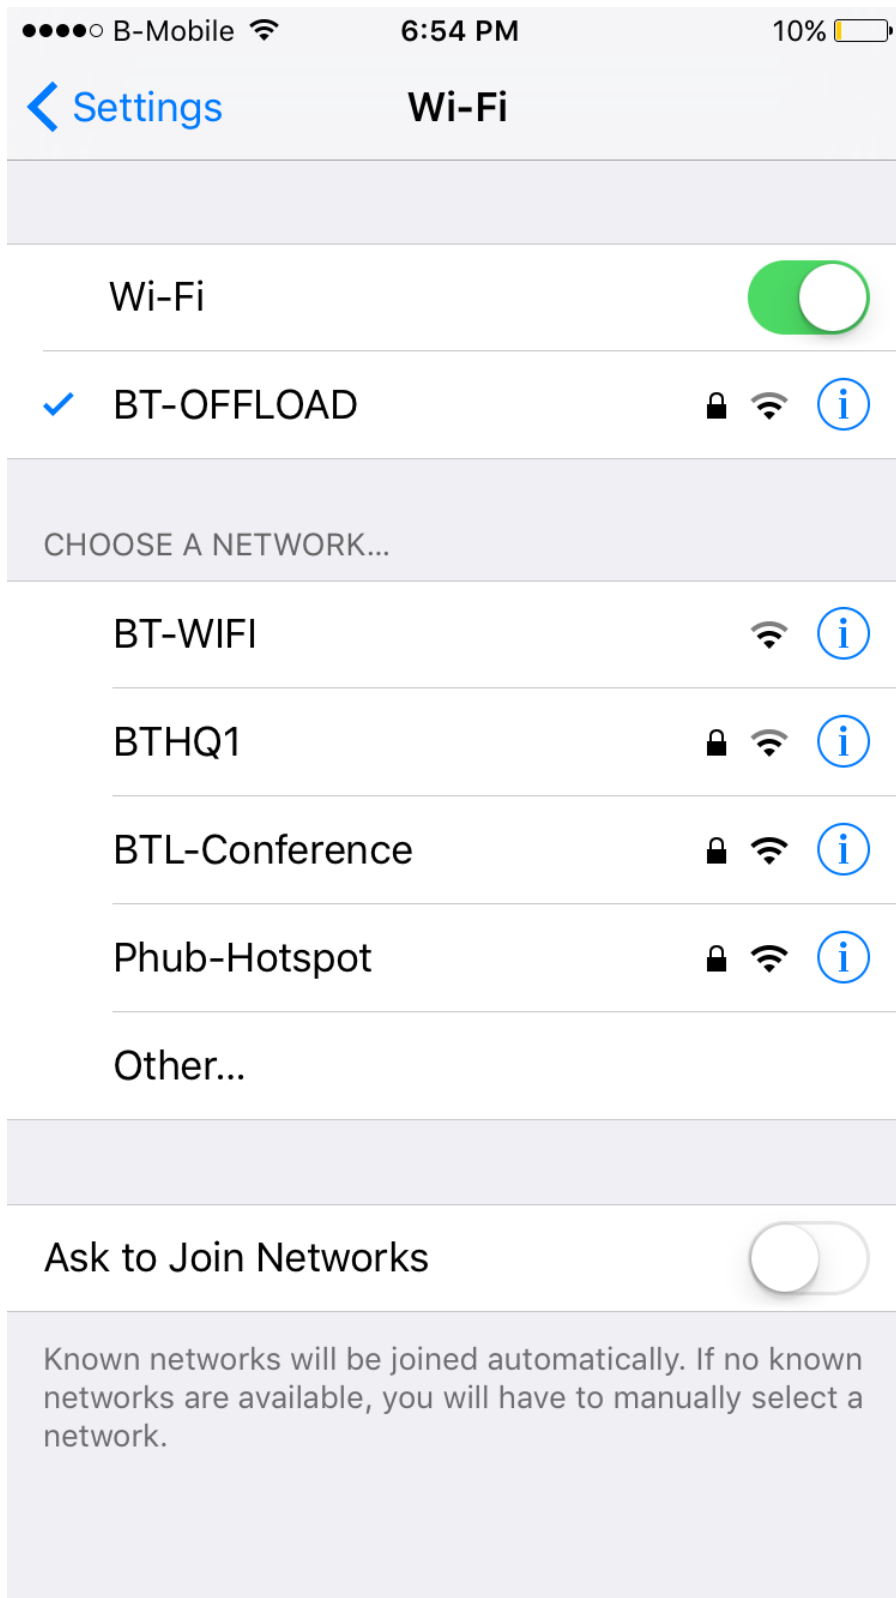 B-Mobile 6:54 PM 10%
Settings Wi-Fi
Wi-Fi
BT-OFFLOAD
CHOOSE A NETWORK...
BT-WIFI
BTHQ1
BTL-Conference
Phub-Hotspot
Other...
Ask to Join Networks
Known networks will be joined automatically. If no known
networks are available, you will have to manually select a
network.